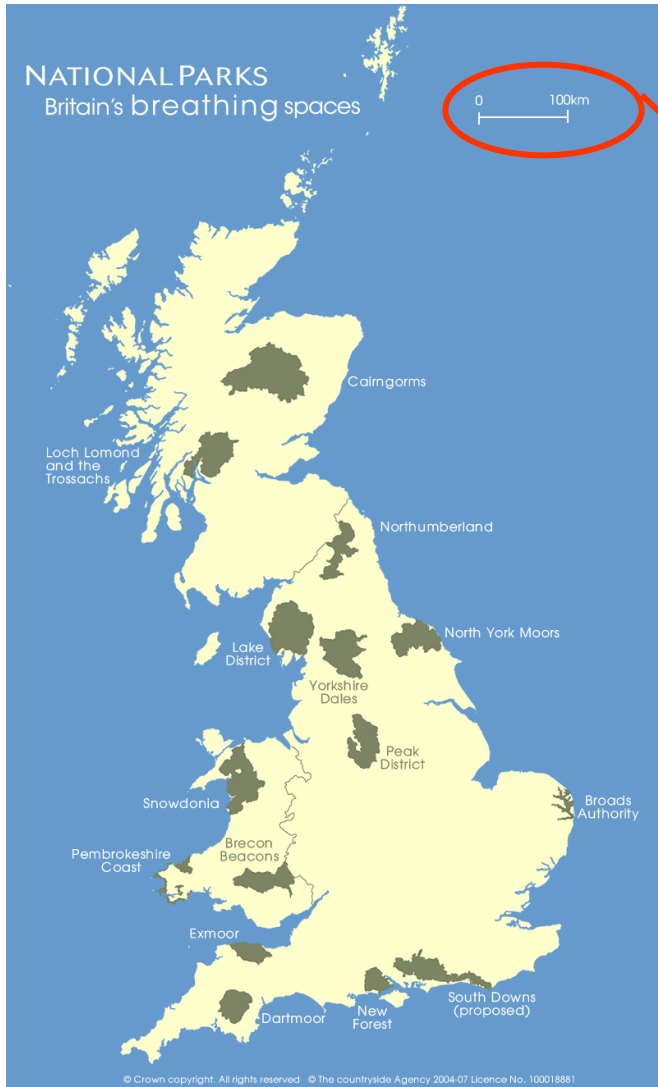 NATIONAL PARKS
Britain's breathing spaces
0 100km
Cairngorms
Loch Lomond
and the
Trossachs
Northumberland
North York Moors
Lake
District
Yorkshire
Dales
Peak
District
Snowdonia
Broads
Authority
Brecon
Beacons
Pembrokeshire
Coast
Exmoor
Dartmoor
New
Forest
South Downs
(proposed)
© Crown copyright. All rights reserved © The countryside Agency 2004-07 Licence No. 100018881